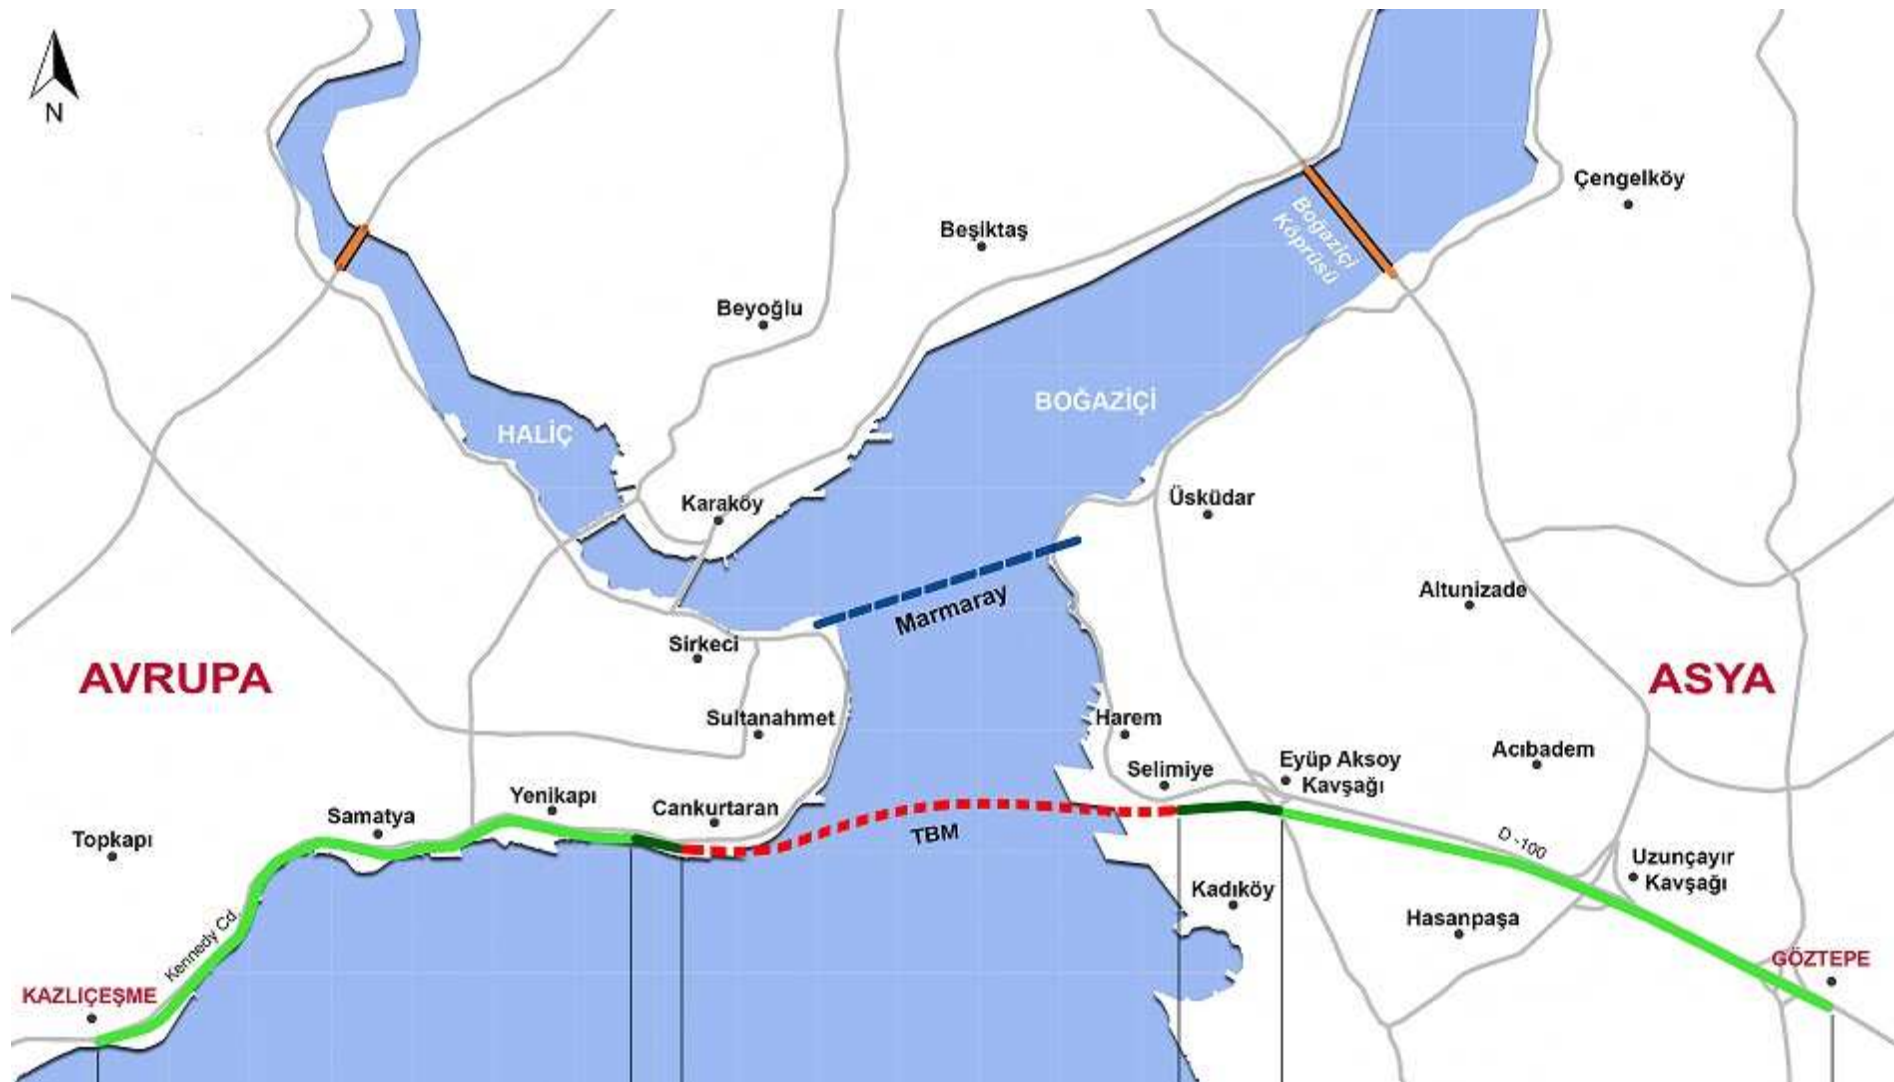 N
Çengelköy
Boğaziçi
Köprüsü
Beşiktaş
Beyoğlu
BOĞAZİÇİ
HALİÇ
Karaköy
Üsküdar
Marmaray
Altunizade
Sirkeci
AVRUPA
ASYA
Sultanahmet
Harem
Acıbadem
Selimiye
Eyüp Aksoy
Kavşağı
Yenikapı
Cankurtaran
Samatya
Topkapı
TBM
D -100
Uzunçayır
Kavşağı
Kadıköy
Hasanpaşa
Kennedy Cd.
GÖZTEPE
KAZLIÇEŞME